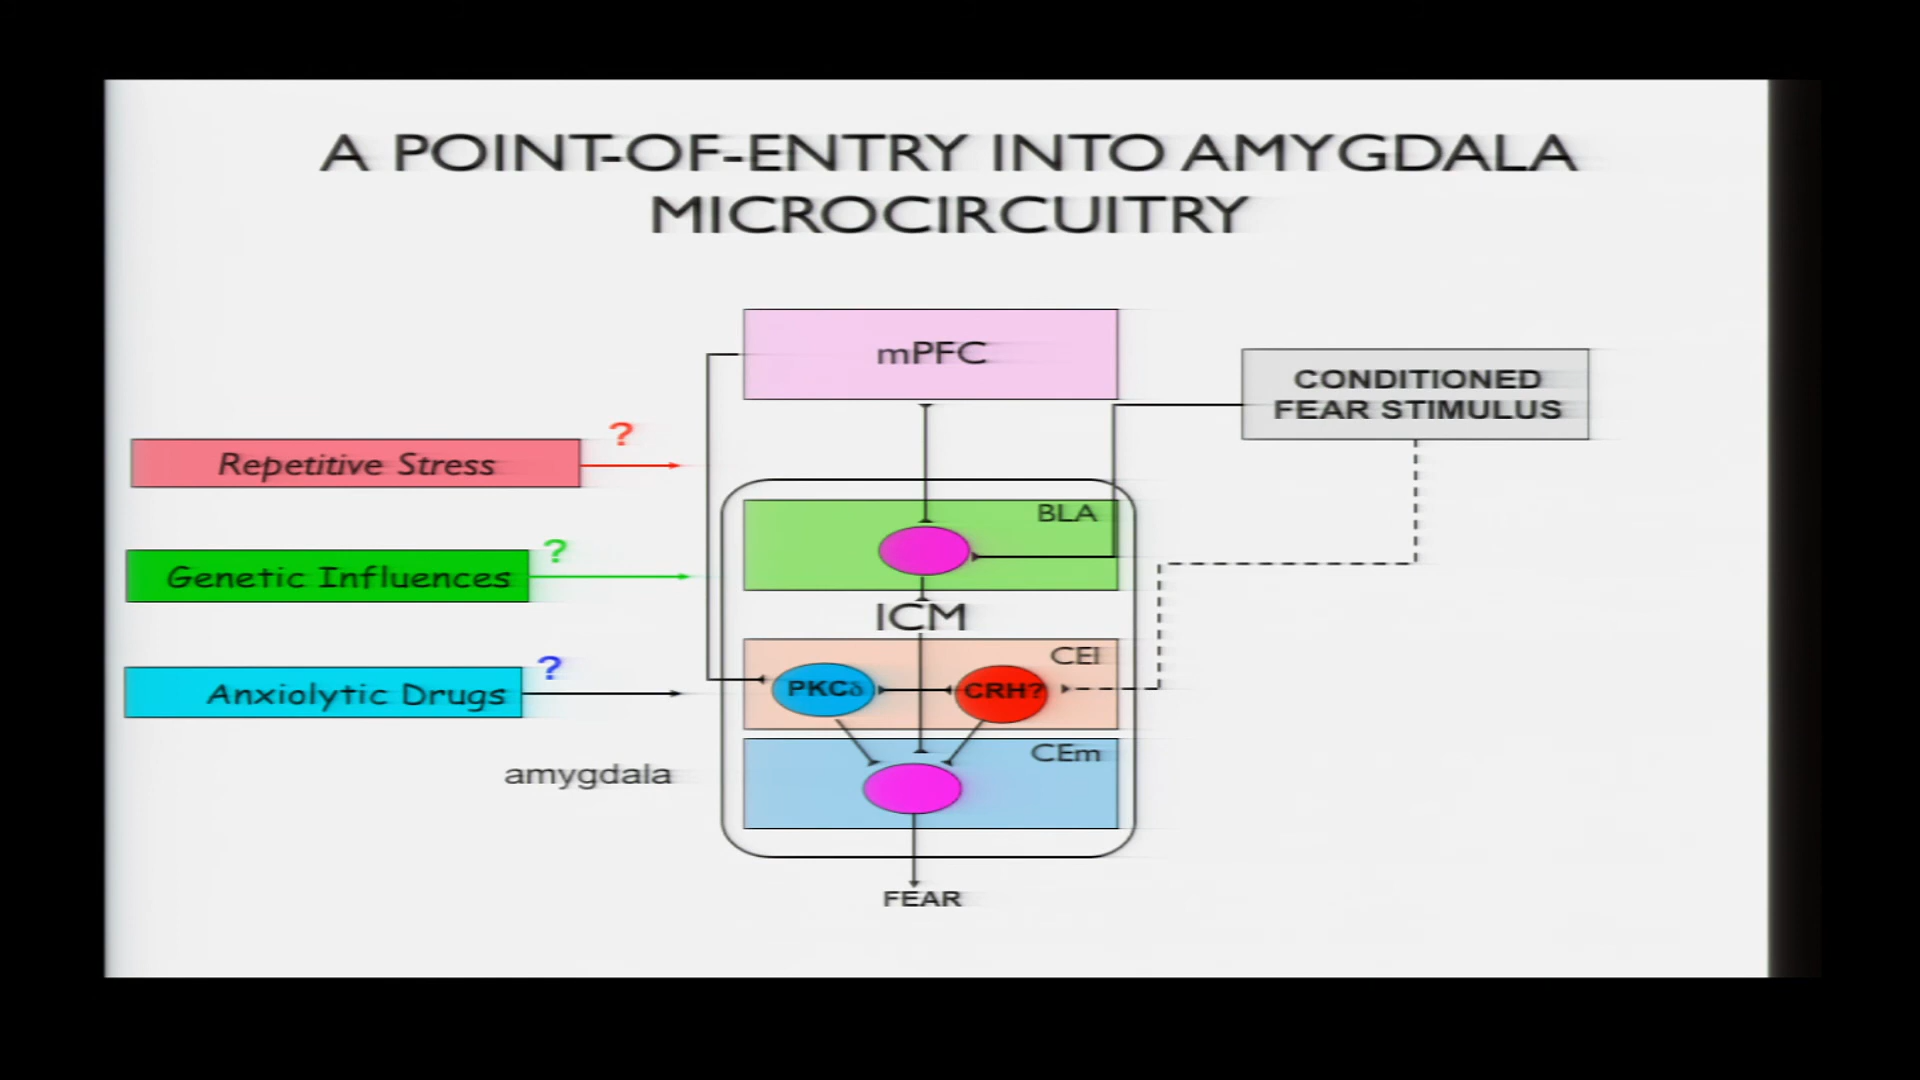 A POINT-OF-ENTRY INTO AMYGDALA
MICROCIRCUITRY
mPFC
CONDITIONED
FEAR STIMULUS
?
Repetitive Stress
BLA
?
Genetic Influences
ICM
CEl
?
PKCδ
CRH?
Anxiolytic Drugs
CEm
amygdala
FEAR